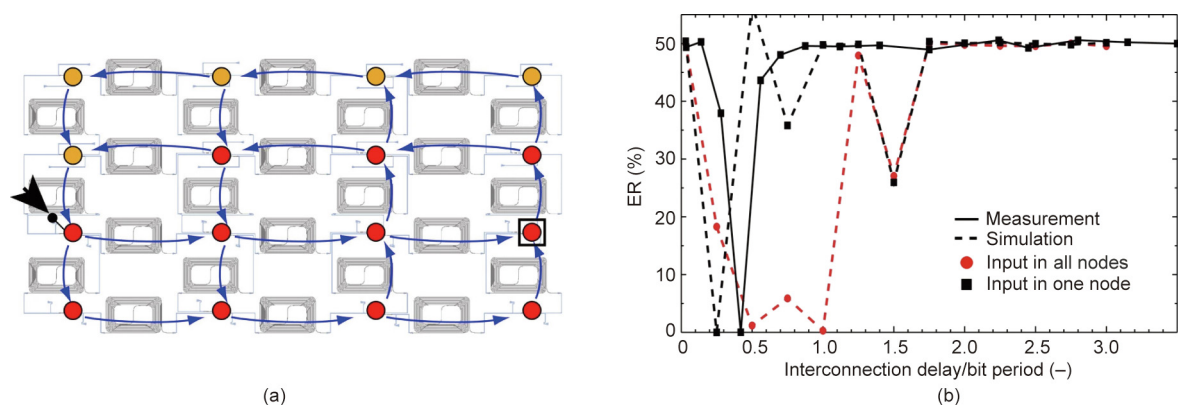 50
40
30
20
10
0
ER (%)
Measurement
Simulation
Input in all nodes
Input in one node
0
0.5
1.0
1.5
2.0
2.5
3.0
Interconnection delay/bit period (–)
(a)
(b)